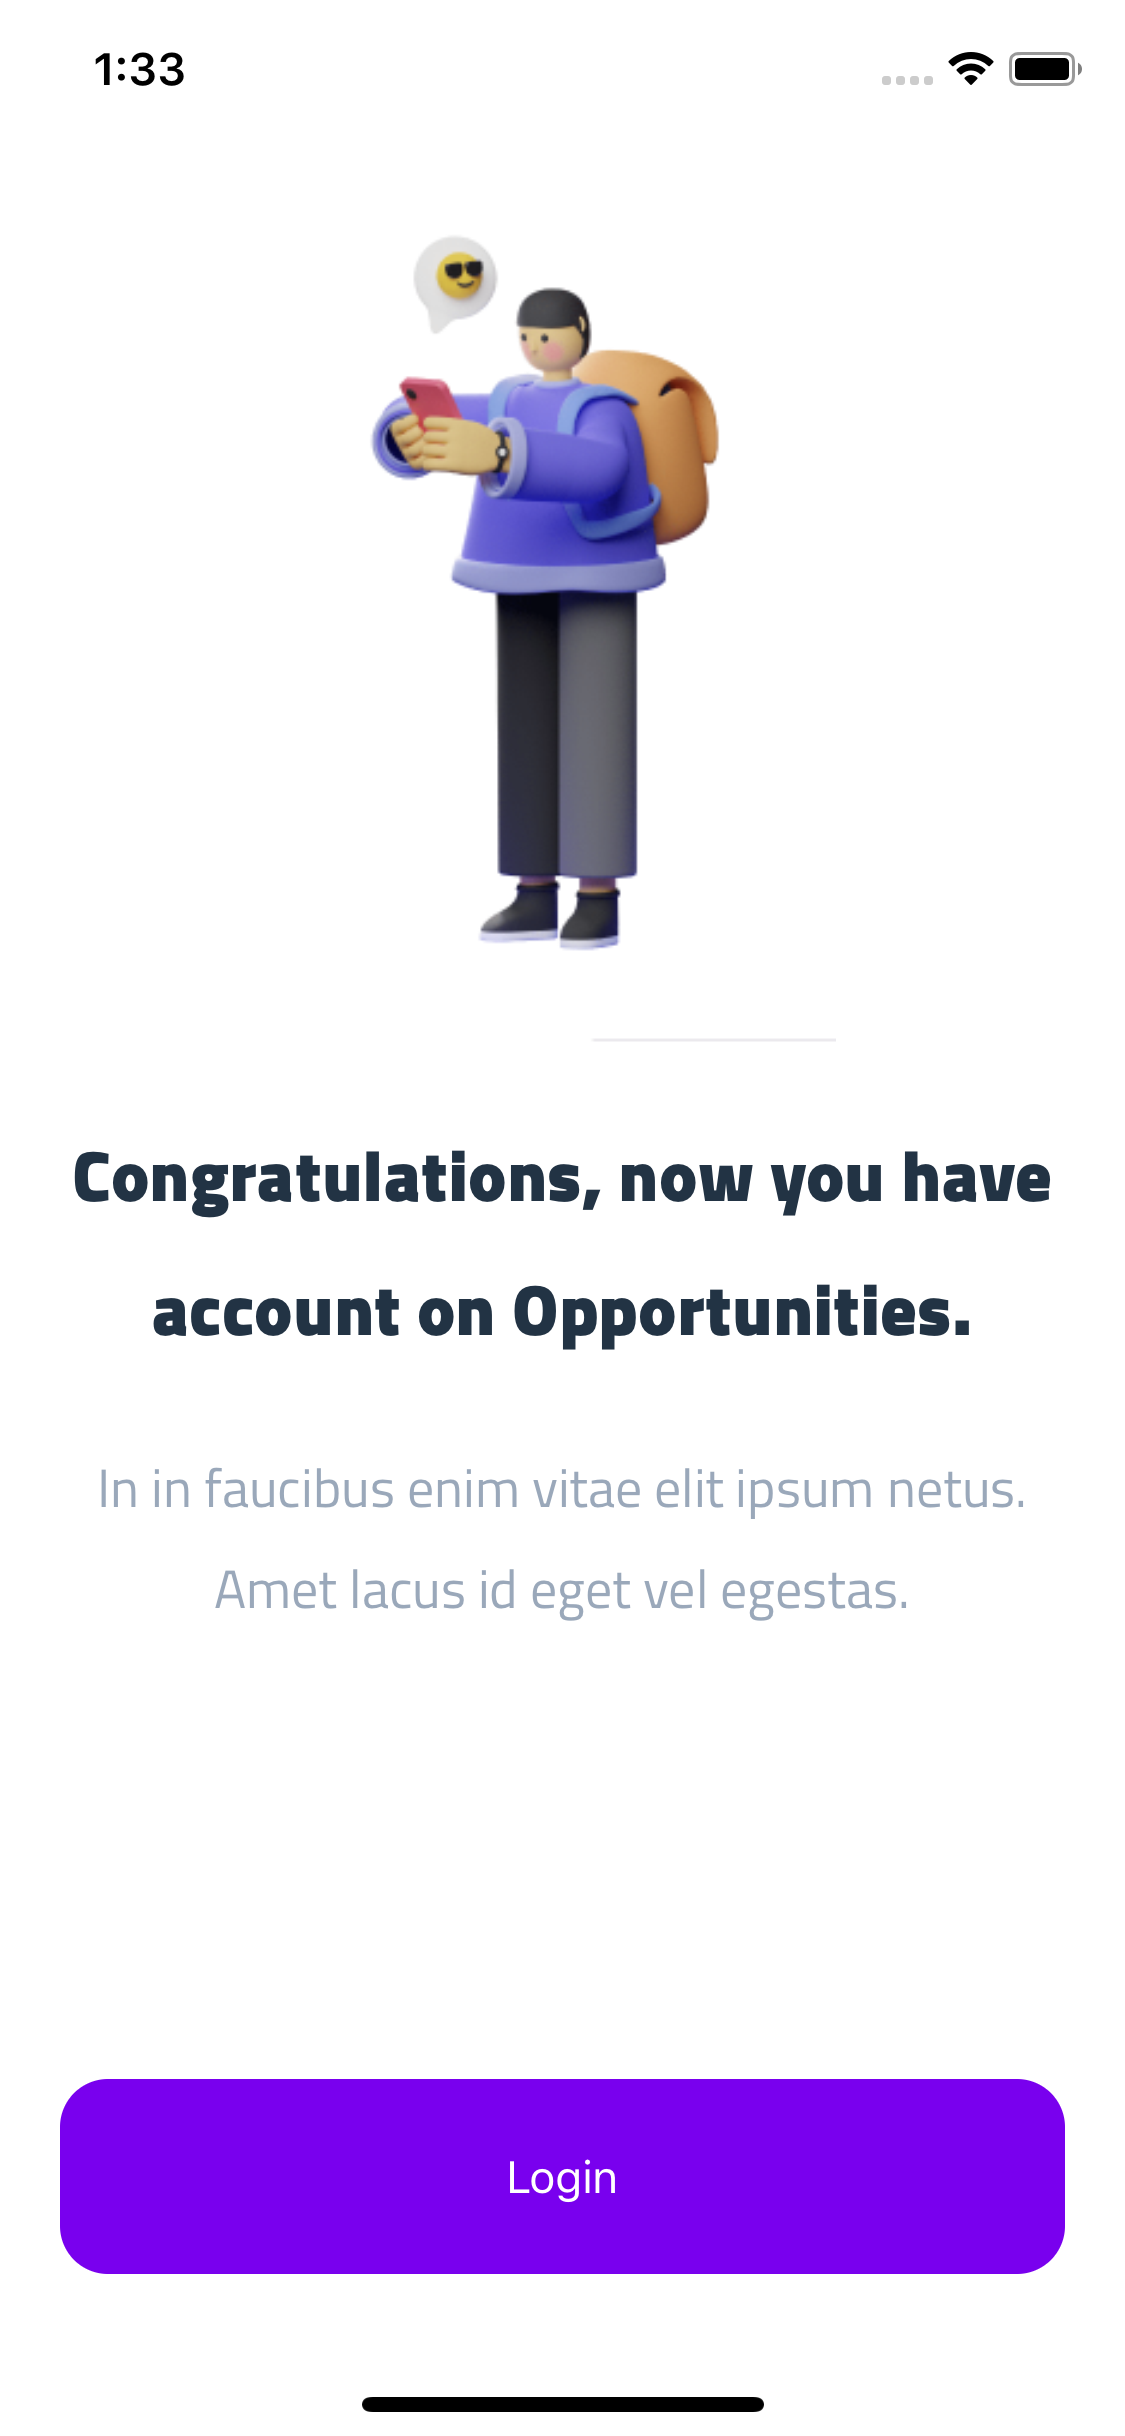 1:33
Congratulations, now you have
account on Opportunities.
In in faucibus enim vitae elit ipsum netus.
Amet lacus id eget vel egestas.
Login